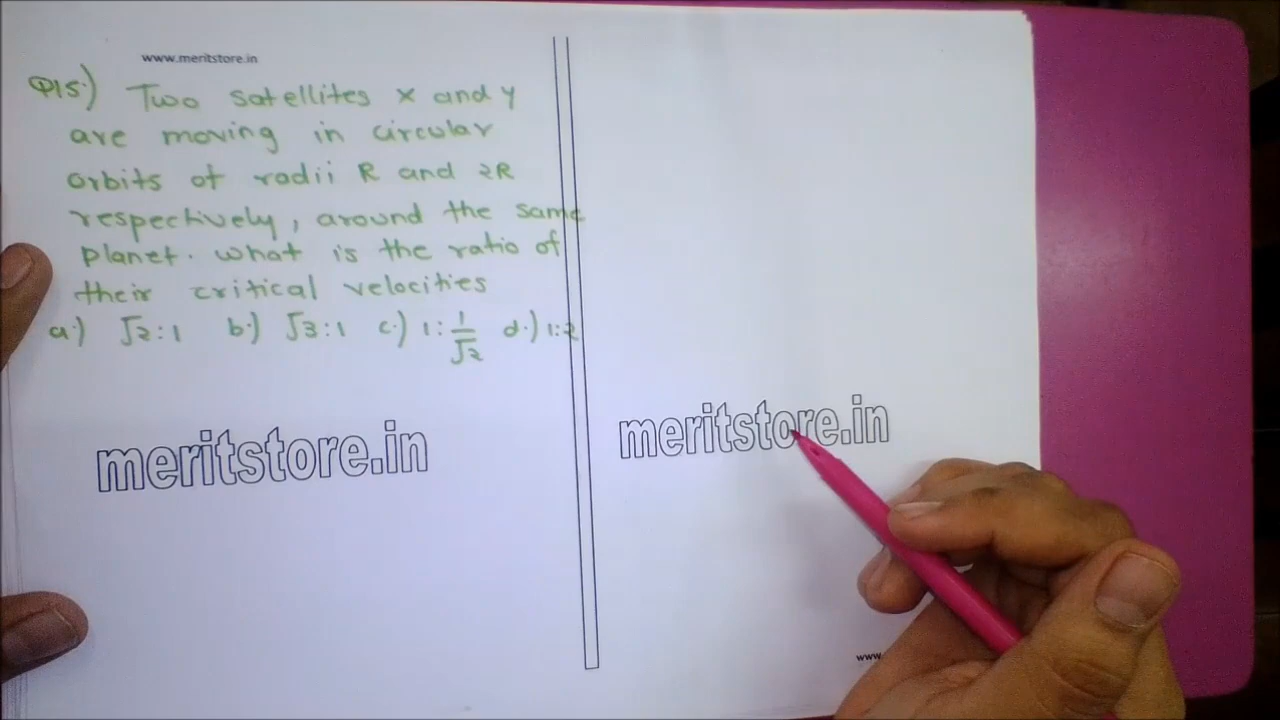 www.meritstore.in
Q15.) Two satellites x and y
are moving in circular
orbits of radii R and 2R
respectively, around the same
planet. what is the ratio of
their critical velocities
a.) √2:1 b.) √3:1 c.) 1:1/√2 d.) 1:2
meritstore.in
meritstore.in
www.